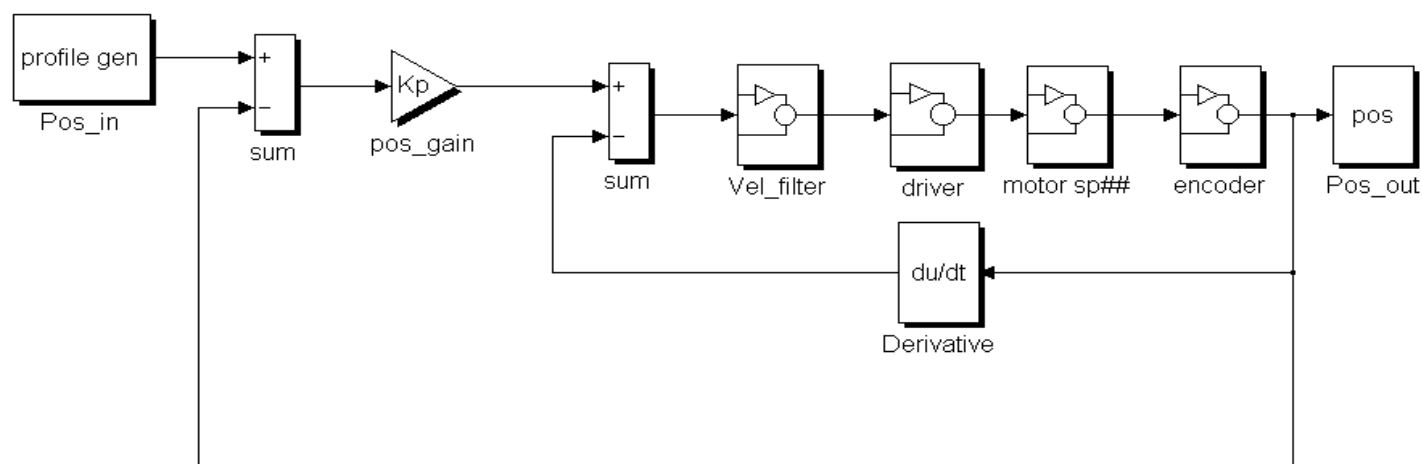 profile gen
Pos_in
+
−
sum
Kp
pos_gain
+
−
sum
Vel_filter
driver
motor sp##
encoder
pos
Pos_out
du/dt
Derivative